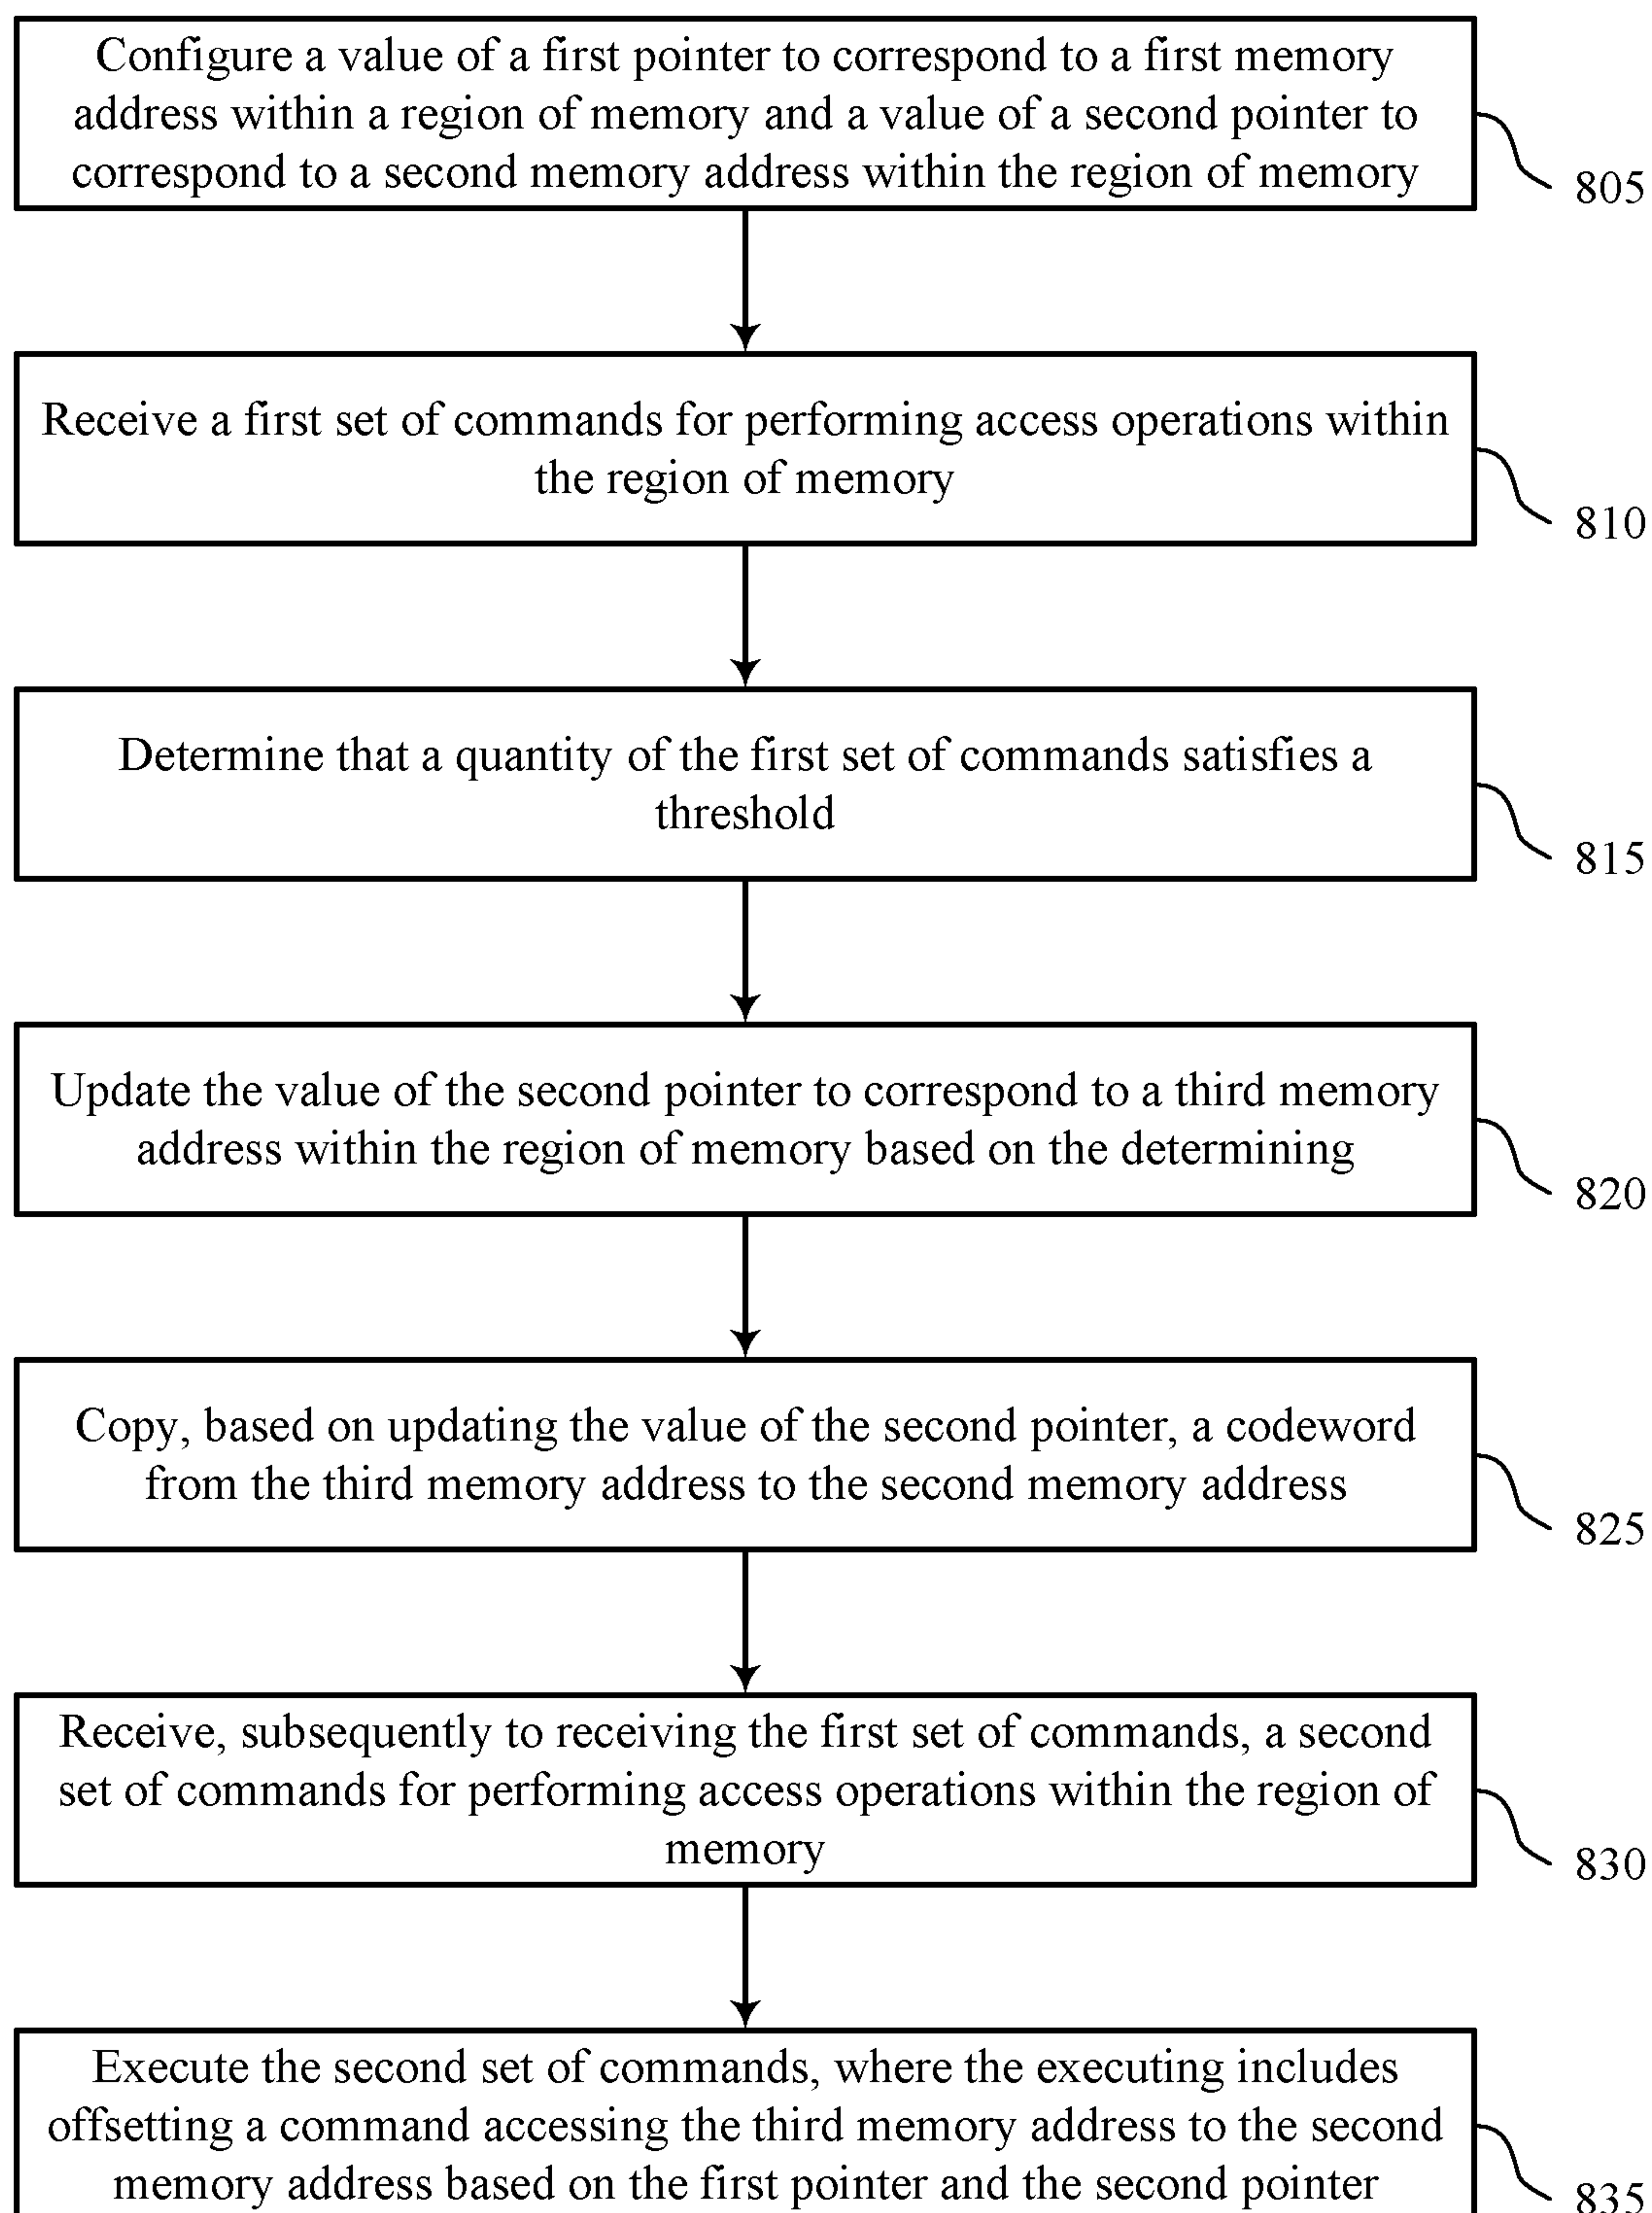 Configure a value of a first pointer to correspond to a first memory
address within a region of memory and a value of a second pointer to
correspond to a second memory address within the region of memory
805
Receive a first set of commands for performing access operations within
the region of memory
810
Determine that a quantity of the first set of commands satisfies a
threshold
815
Update the value of the second pointer to correspond to a third memory
address within the region of memory based on the determining
820
Copy, based on updating the value of the second pointer, a codeword
from the third memory address to the second memory address
825
Receive, subsequently to receiving the first set of commands, a second
set of commands for performing access operations within the region of
memory
830
Execute the second set of commands, where the executing includes
offsetting a command accessing the third memory address to the second
memory address based on the first pointer and the second pointer
835